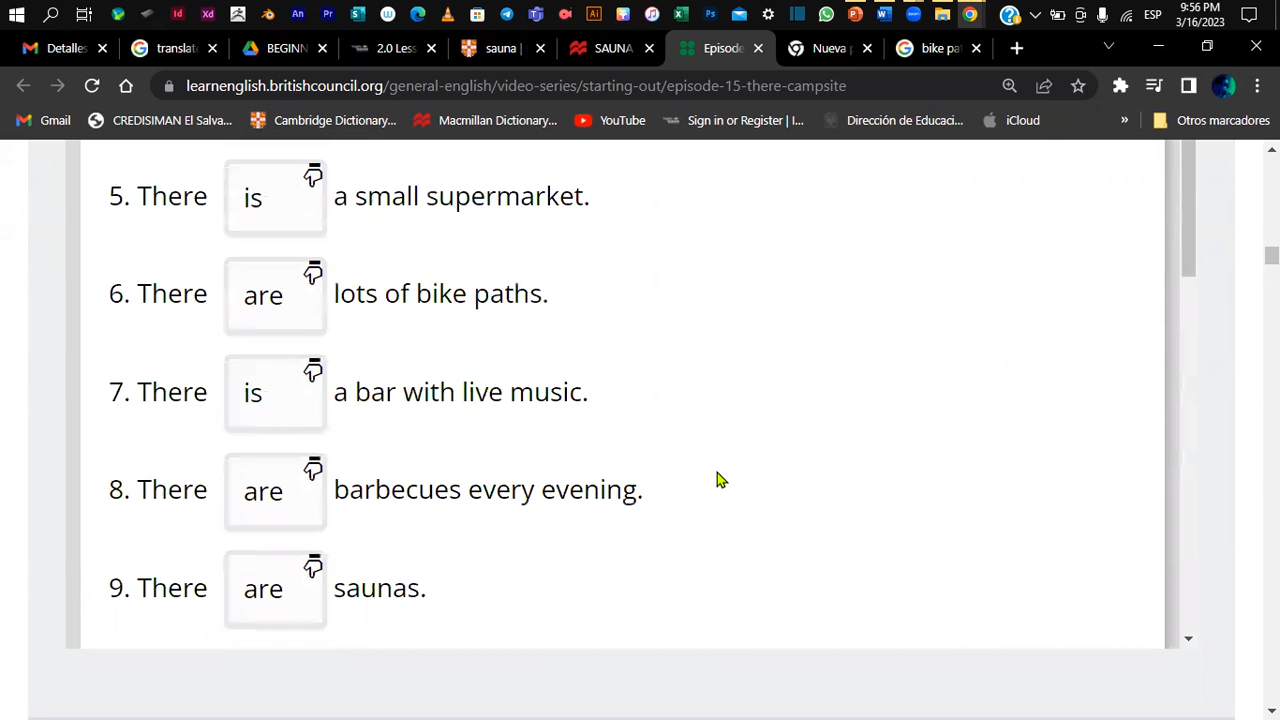 9:56 PM
ESP
3/16/2023
Detalles
translate
BEGINN
2.0 Less
sauna |
SAUNA
Episode
Nueva p
bike pat
learnenglish.britishcouncil.org/general-english/video-series/starting-out/episode-15-there-campsite
Gmail
CREDISIMAN El Salva...
Cambridge Dictionary...
Macmillan Dictionary...
YouTube
Sign in or Register | I...
Dirección de Educaci...
iCloud
»
Otros marcadores
5. There is a small supermarket.
6. There are lots of bike paths.
7. There is a bar with live music.
8. There are barbecues every evening.
9. There are saunas.